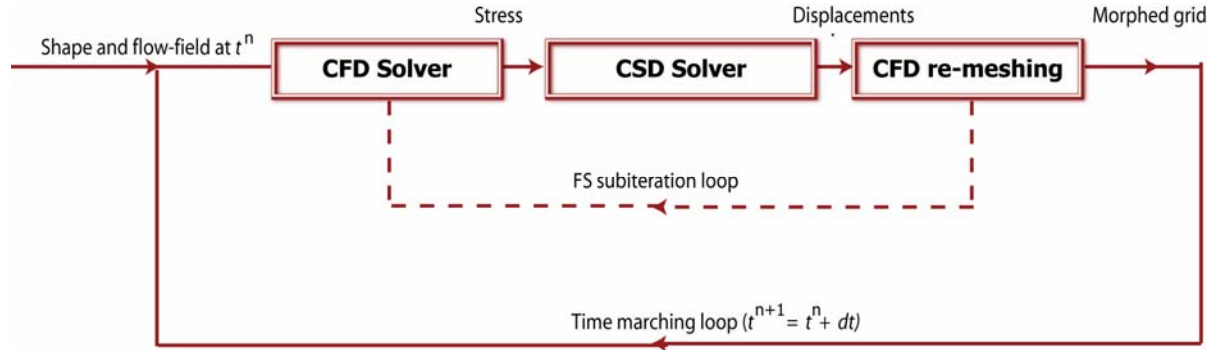 Stress
Displacements
Morphed grid
Shape and flow-field at tⁿ
CFD Solver
CSD Solver
CFD re-meshing
FS subiteration loop
Time marching loop (tⁿ⁺¹ = tⁿ + dt)